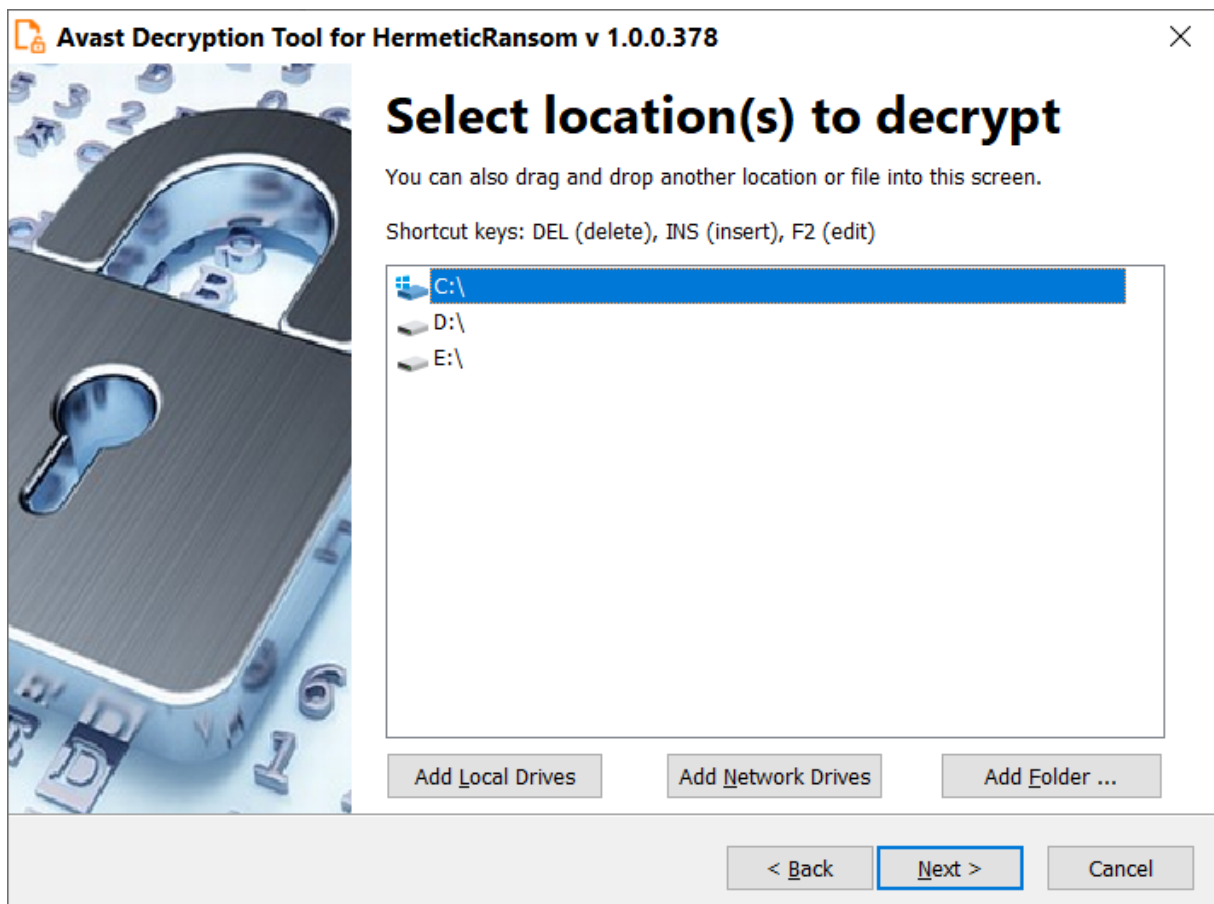 Avast Decryption Tool for HermeticRansom v 1.0.0.378
Select location(s) to decrypt
You can also drag and drop another location or file into this screen.
Shortcut keys: DEL (delete), INS (insert), F2 (edit)
C:\
D:\
E:\
Add Local Drives
Add Network Drives
Add Folder ...
< Back
Next >
Cancel